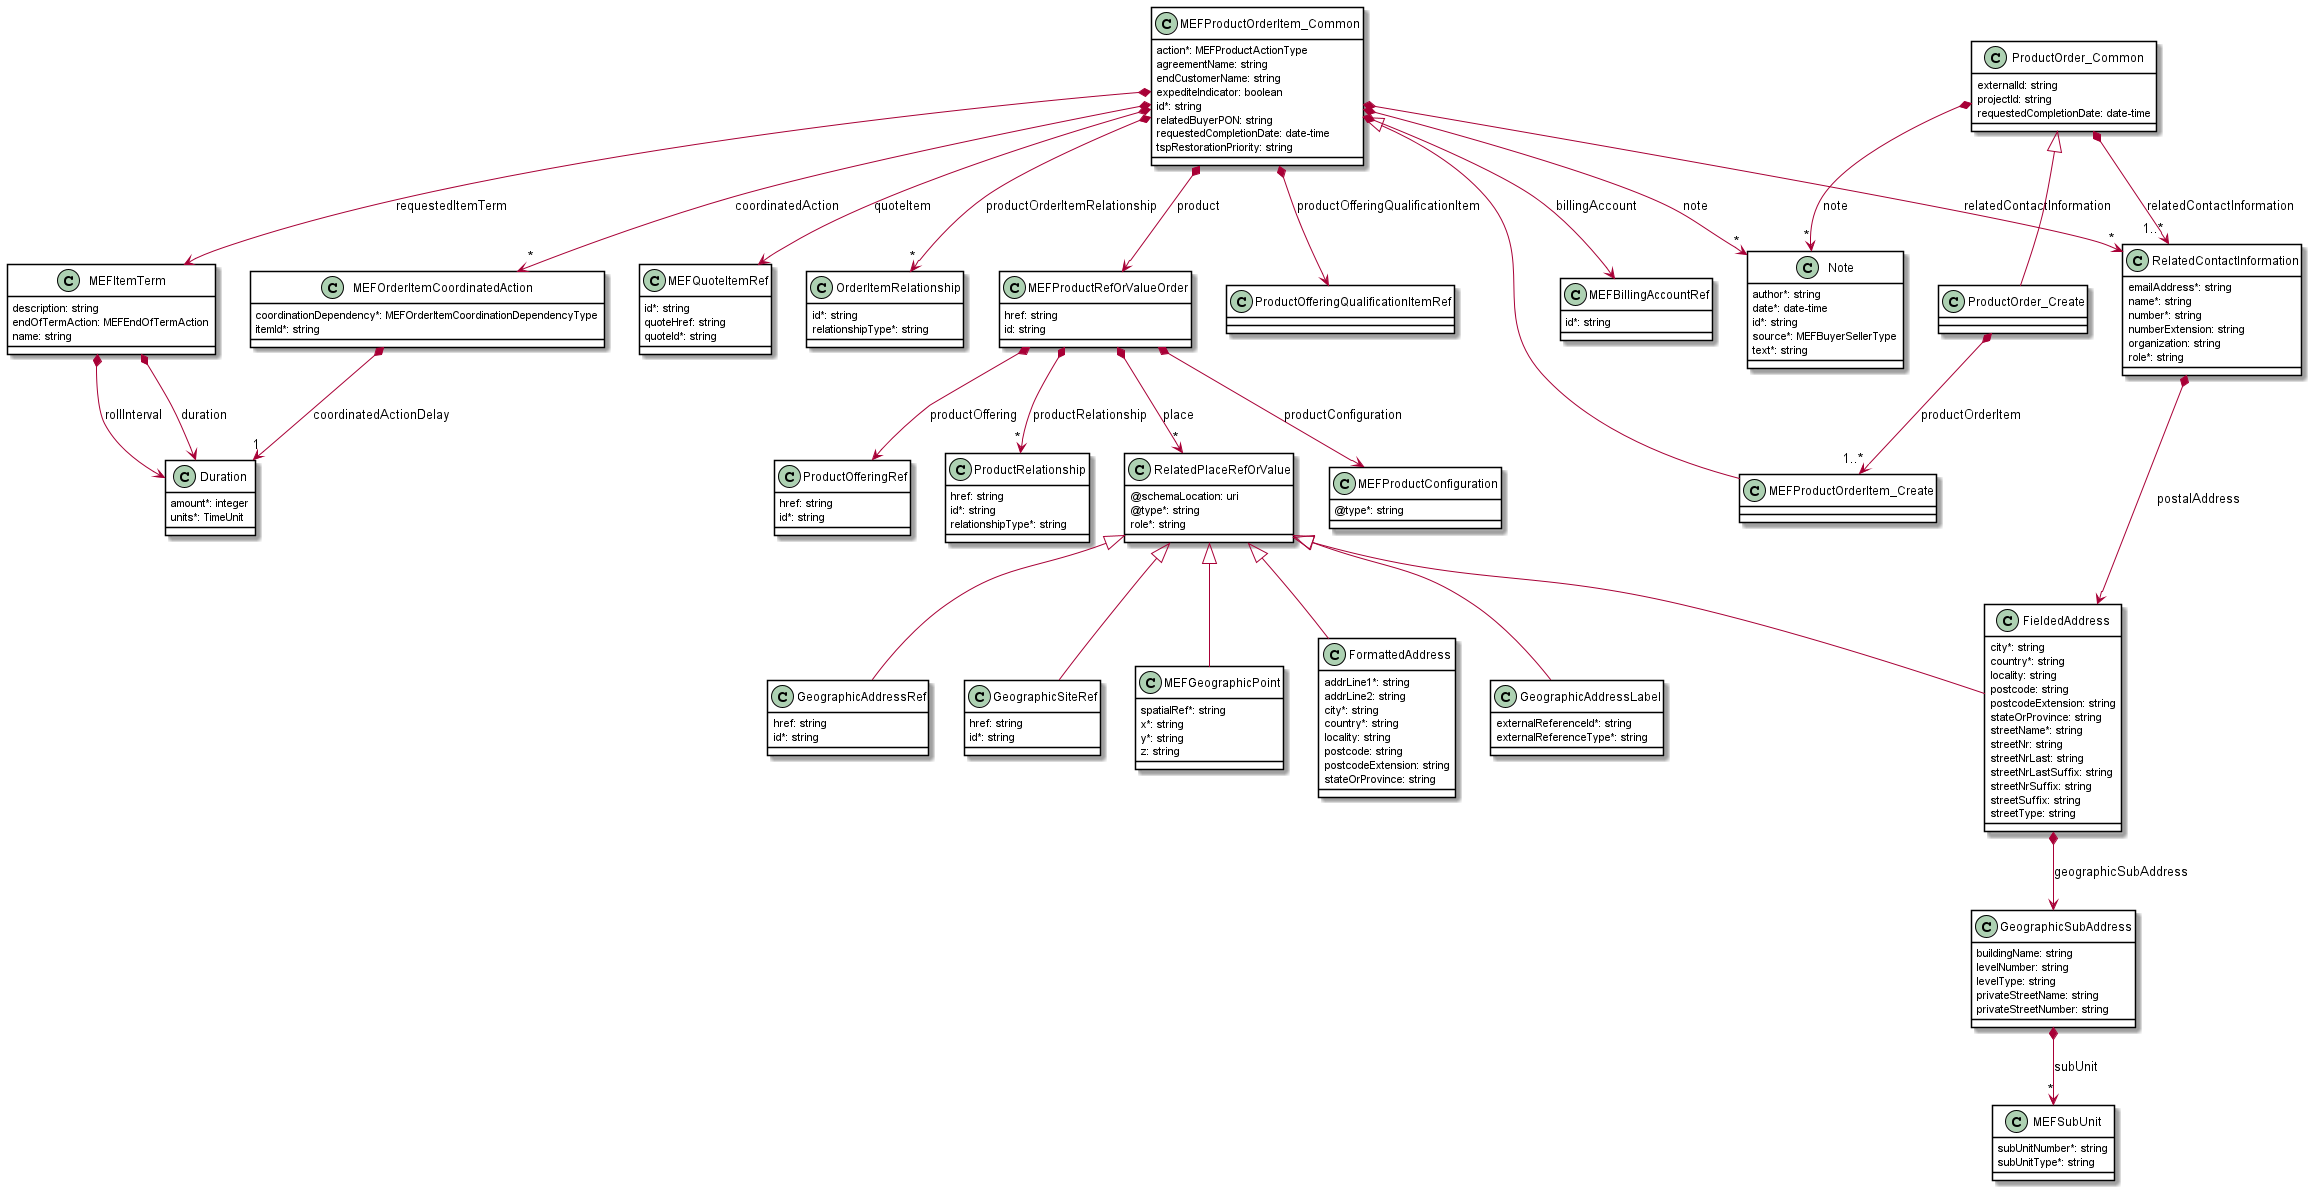 C MEFProductOrderItem_Common
action*: MEFProductActionType
agreementName: string
endCustomerName: string
expediteIndicator: boolean
id*: string
relatedBuyerPON: string
requestedCompletionDate: date-time
tspRestorationPriority: string
C ProductOrder_Common
externalId: string
projectId: string
requestedCompletionDate: date-time
requestedItemTerm
coordinatedAction
*
quoteItem
productOrderItemRelationship
*
product
productOfferingQualificationItem
billingAccount
note
*
note
*
relatedContactInformation
*
relatedContactInformation
1..*
C MEFItemTerm
description: string
endOfTermAction: MEFEndOfTermAction
name: string
C MEFOrderItemCoordinatedAction
coordinationDependency*: MEFOrderItemCoordinationDependencyType
itemId*: string
C MEFQuoteItemRef
id*: string
quoteHref: string
quoteId*: string
C OrderItemRelationship
id*: string
relationshipType*: string
C MEFProductRefOrValueOrder
href: string
id: string
C ProductOfferingQualificationItemRef
C MEFBillingAccountRef
id*: string
C Note
author*: string
date*: date-time
id*: string
source*: MEFBuyerSellerType
text*: string
C ProductOrder_Create
C RelatedContactInformation
emailAddress*: string
name*: string
number*: string
numberExtension: string
organization: string
role*: string
rollInterval
duration
coordinatedActionDelay
1
productOffering
productRelationship
*
place
*
productConfiguration
productOrderItem
1..*
postalAddress
C Duration
amount*: integer
units*: TimeUnit
C ProductOfferingRef
href: string
id*: string
C ProductRelationship
href: string
id*: string
relationshipType*: string
C RelatedPlaceRefOrValue
@schemaLocation: uri
@type*: string
role*: string
C MEFProductConfiguration
@type*: string
C MEFProductOrderItem_Create
C GeographicAddressRef
href: string
id*: string
C GeographicSiteRef
href: string
id*: string
C MEFGeographicPoint
spatialRef*: string
x*: string
y*: string
z: string
C FormattedAddress
addrLine1*: string
addrLine2: string
city*: string
country*: string
locality: string
postcode: string
postcodeExtension: string
stateOrProvince: string
C GeographicAddressLabel
externalReferenceId*: string
externalReferenceType*: string
C FieldedAddress
city*: string
country*: string
locality: string
postcode: string
postcodeExtension: string
stateOrProvince: string
streetName*: string
streetNr: string
streetNrLast: string
streetNrLastSuffix: string
streetNrSuffix: string
streetSuffix: string
streetType: string
geographicSubAddress
C GeographicSubAddress
buildingName: string
levelNumber: string
levelType: string
privateStreetName: string
privateStreetNumber: string
subUnit
*
C MEFSubUnit
subUnitNumber*: string
subUnitType*: string